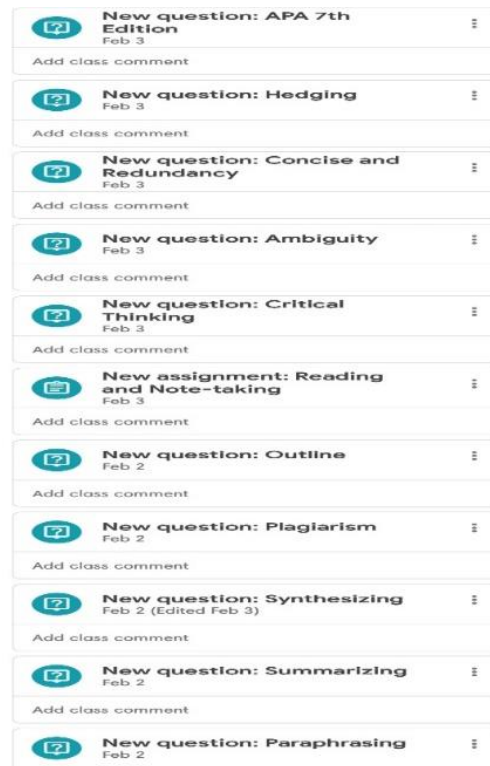 New question: APA 7th
Edition
Feb 3
Add class comment
New question: Hedging
Feb 3
Add class comment
New question: Concise and
Redundancy
Feb 3
Add class comment
New question: Ambiguity
Feb 3
Add class comment
New question: Critical
Thinking
Feb 3
Add class comment
New assignment: Reading
and Note-taking
Feb 3
Add class comment
New question: Outline
Feb 2
Add class comment
New question: Plagiarism
Feb 2
Add class comment
New question: Synthesizing
Feb 2 (Edited Feb 3)
Add class comment
New question: Summarizing
Feb 2
Add class comment
New question: Paraphrasing
Feb 2